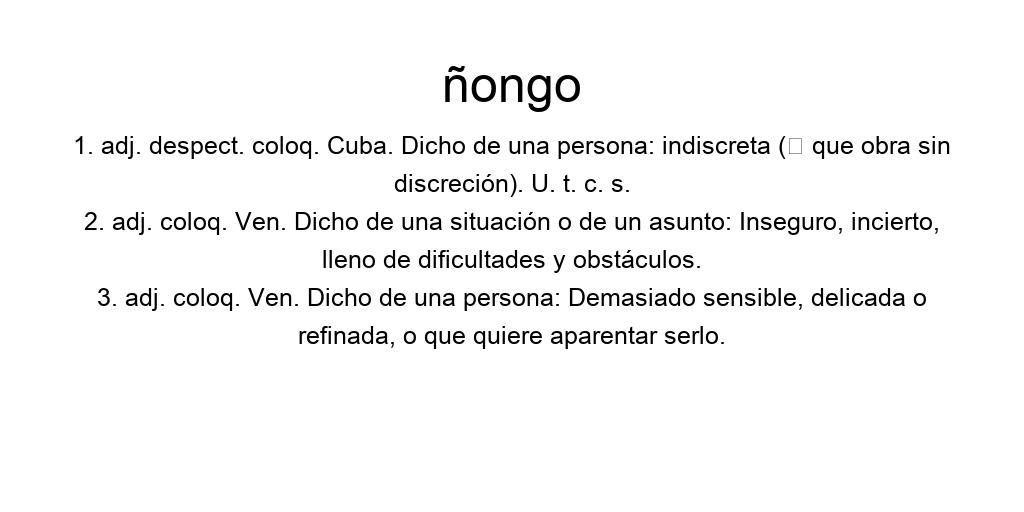 ñongo
1. adj. despect. coloq. Cuba. Dicho de una persona: indiscreta (□ que obra sin
discreción). U. t. c. s.
2. adj. coloq. Ven. Dicho de una situación o de un asunto: Inseguro, incierto,
lleno de dificultades y obstáculos.
3. adj. coloq. Ven. Dicho de una persona: Demasiado sensible, delicada o
refinada, o que quiere aparentar serlo.